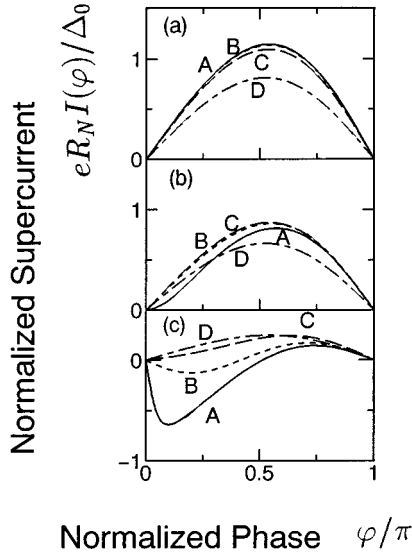 Normalized Supercurrent
eR_N I(φ)/Δ_0
(a)
1
0
A
B
C
D
(b)
1
0
B
C
A
D
(c)
0
−1
D
C
B
A
0
0.5
1
Normalized Phase φ/π